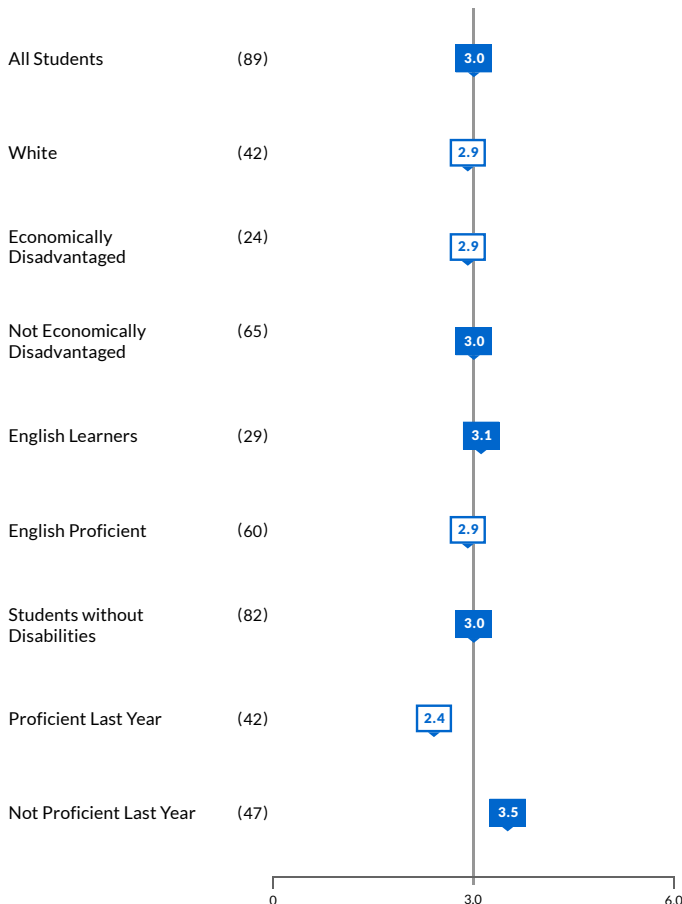 All Students (89) 3.0
White (42) 2.9
Economically
Disadvantaged (24) 2.9
Not Economically
Disadvantaged (65) 3.0
English Learners (29) 3.1
English Proficient (60) 2.9
Students without
Disabilities (82) 3.0
Proficient Last Year (42) 2.4
Not Proficient Last Year (47) 3.5
0 3.0 6.0